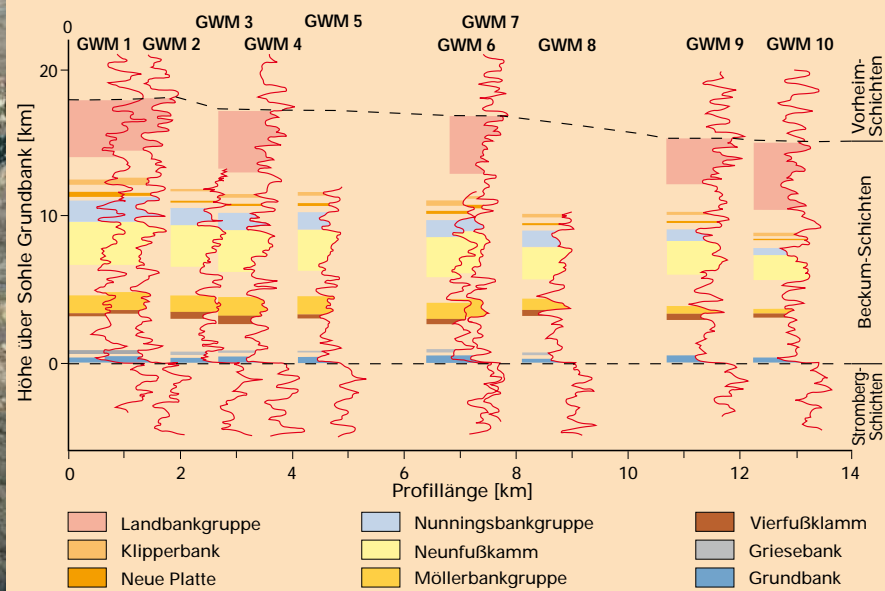 0
GWM 3
GWM 5
GWM 7
GWM 1
GWM 2
GWM 4
GWM 6
GWM 8
GWM 9
GWM 10
20
10
0
Höhe über Sohle Grundbank [km]
Vorheim-
Schichten
Beckum-Schichten
Stromberg-
Schichten
0 2 4 6 8 10 12 14
Profillänge [km]
Landbankgruppe
Nunningsbankgruppe
Vierfußklamm
Klipperbank
Neunfußkamm
Griesebank
Neue Platte
Möllerbankgruppe
Grundbank